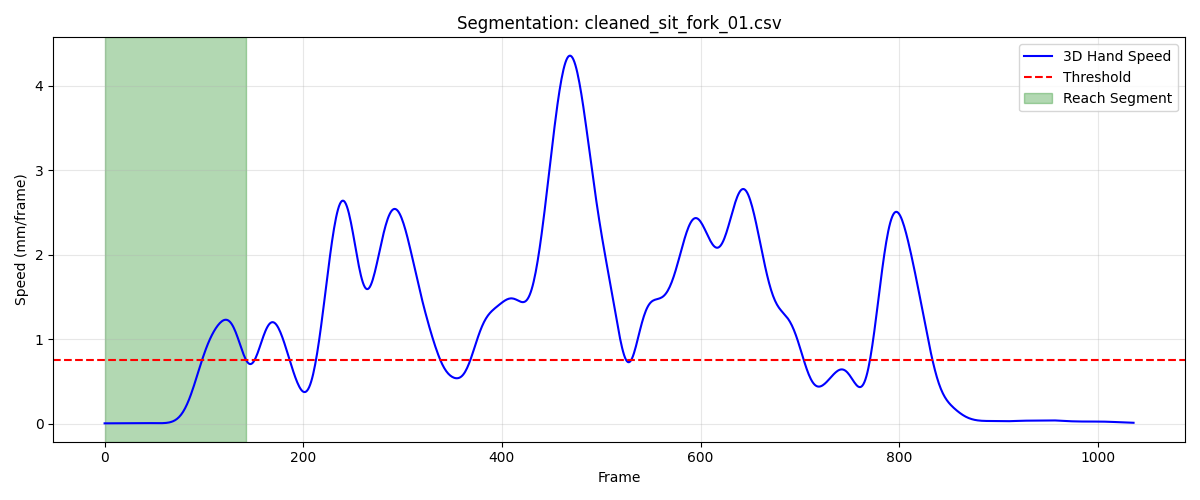 Segmentation: cleaned_sit_fork_01.csv
3D Hand Speed
Threshold
Reach Segment
Speed (mm/frame)
4
3
2
1
0
0 200 400 600 800 1000
Frame